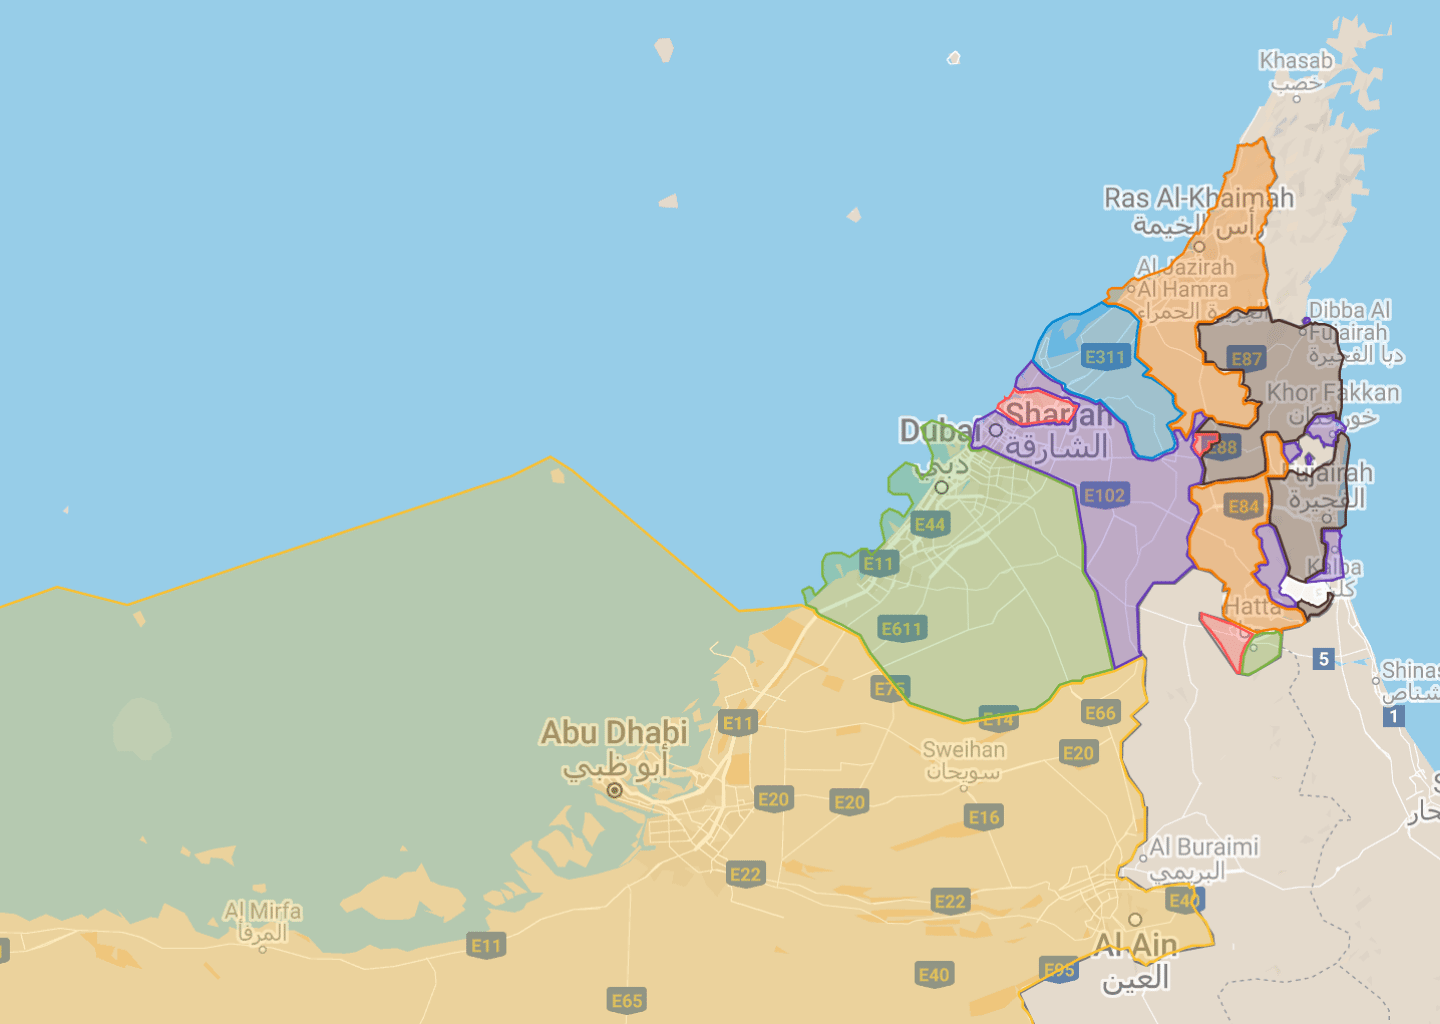 Khasab
خصب
Ras Al-Khaimah
رأس الخيمة
Al Jazirah
Al Hamra
الجزيرة الحمراء
Dibba Al
Fujairah
دبا الفجيرة
E311
E87
Khor Fakkan
خور فكان
Sharjah
الشارقة
Dubai
دبي
E88
Fujairah
الفجيرة
E102
E84
E44
E11
Kalba
كلباء
Hatta
E611
5
Shinas
شناص
E75
E14
E66
1
Abu Dhabi
أبو ظبي
E11
Sweihan
سويحان
E20
E20
E20
E16
Al Buraimi
البريمي
E22
E22
E40
Al Mirfa
المرفأ
E11
Al Ain
العين
E40
E95
E65